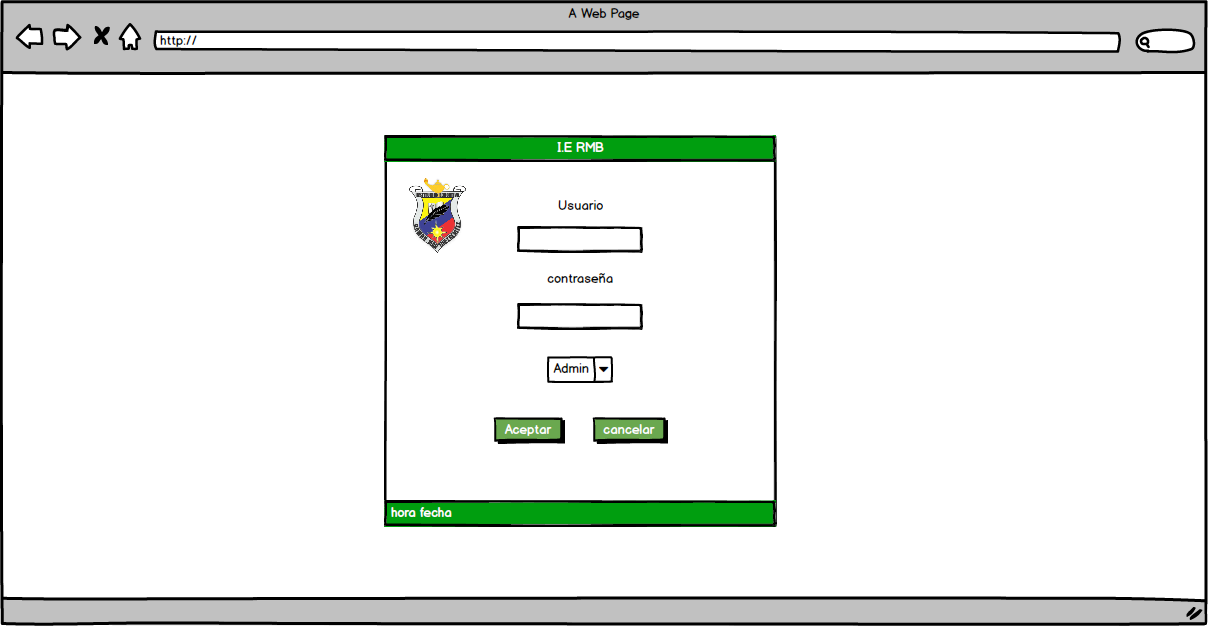 A Web Page
http://
I.E RMB
Usuario
contraseña
Admin
Aceptar
cancelar
hora fecha